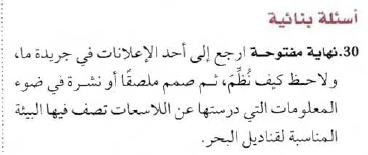 أسئلة بنائية
30. نهاية مفتوحة ارجع إلى أحد الإعلانات في جريدة ما،
ولاحظ كيف نُظِّمَ، ثم صمم ملصقًا أو نشرة في ضوء
المعلومات التي درستها عن اللاسعات تصف فيها البيئة
المناسبة لقناديل البحر.